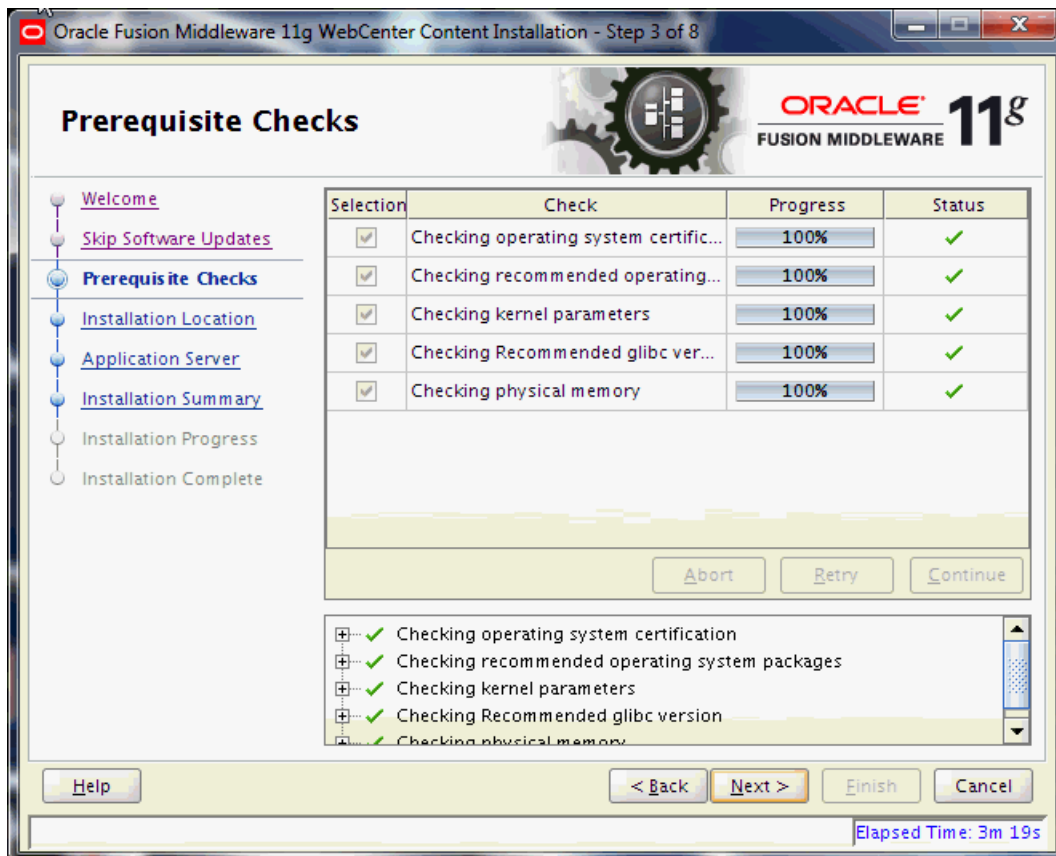 Oracle Fusion Middleware 11g WebCenter Content Installation - Step 3 of 8
Prerequisite Checks
ORACLE
FUSION MIDDLEWARE
11g
Welcome
Skip Software Updates
Prerequisite Checks
Installation Location
Application Server
Installation Summary
Installation Progress
Installation Complete
Selection Check Progress Status
Checking operating system certific... 100%
Checking recommended operating... 100%
Checking kernel parameters 100%
Checking Recommended glibc ver... 100%
Checking physical memory 100%
Abort Retry Continue
Checking operating system certification
Checking recommended operating system packages
Checking kernel parameters
Checking Recommended glibc version
Checking physical memory
Help < Back Next > Finish Cancel
Elapsed Time: 3m 19s